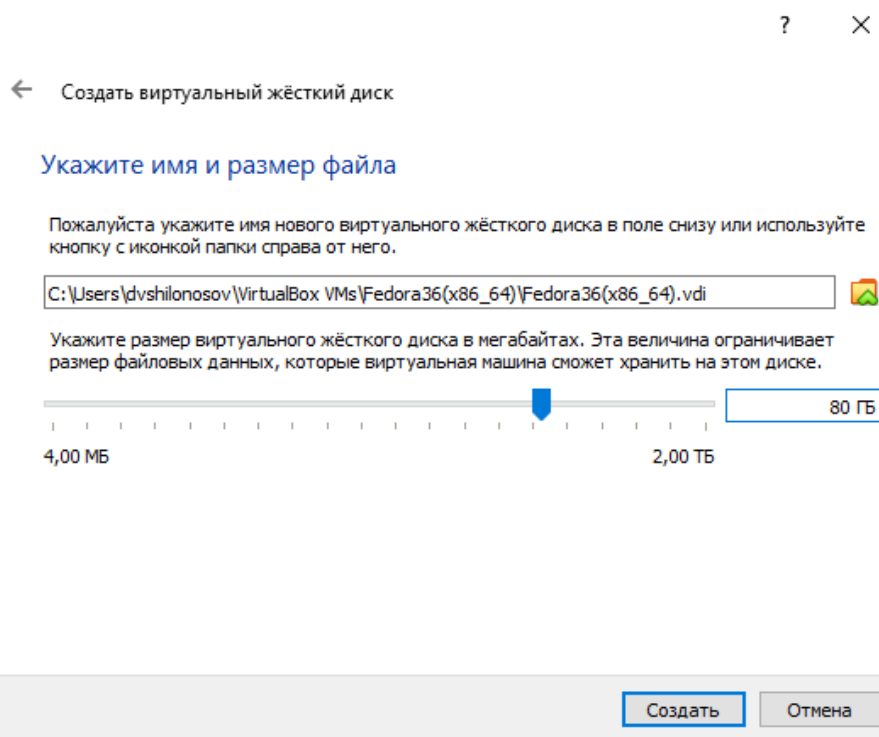 ?
Создать виртуальный жёсткий диск
Укажите имя и размер файла
Пожалуйста укажите имя нового виртуального жёсткого диска в поле снизу или используйте
кнопку с иконкой папки справа от него.
C:\Users\dvshilonosov\VirtualBox VMs\Fedora36(x86_64)\Fedora36(x86_64).vdi
Укажите размер виртуального жёсткого диска в мегабайтах. Эта величина ограничивает
размер файловых данных, которые виртуальная машина сможет хранить на этом диске.
80 ГБ
4,00 МБ 2,00 ТБ
Создать Отмена